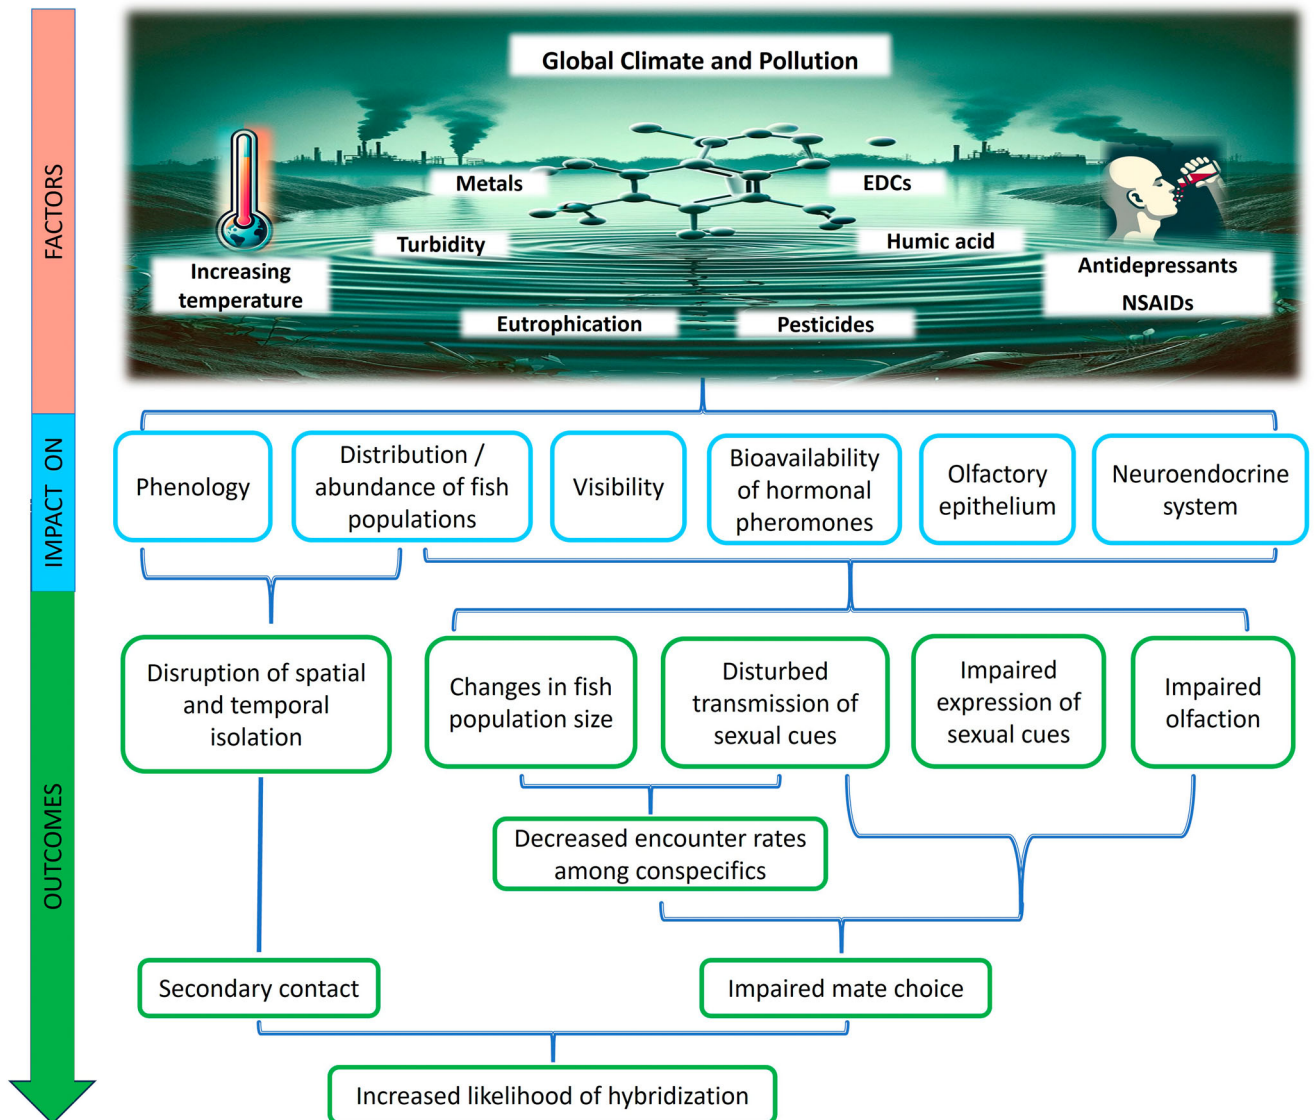 Global Climate and Pollution
Metals
EDCs
Turbidity
Humic acid
Increasing
temperature
Antidepressants
NSAIDs
Eutrophication
Pesticides
FACTORS
IMPACT ON
Phenology
Distribution /
abundance of fish
populations
Visibility
Bioavailability
of hormonal
pheromones
Olfactory
epithelium
Neuroendocrine
system
OUTCOMES
Disruption of spatial
and temporal
isolation
Changes in fish
population size
Disturbed
transmission of
sexual cues
Impaired
expression of
sexual cues
Impaired
olfaction
Decreased encounter rates
among conspecifics
Secondary contact
Impaired mate choice
Increased likelihood of hybridization